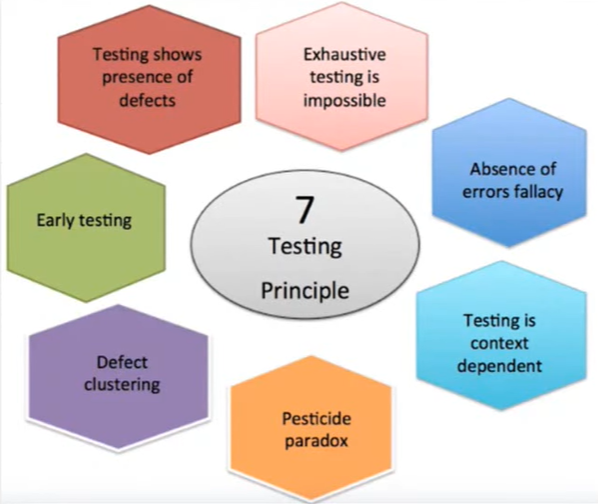 Testing shows
presence of
defects
Exhaustive
testing is
impossible
Absence of
errors fallacy
Early testing
7
Testing
Principle
Testing is
context
dependent
Defect
clustering
Pesticide
paradox